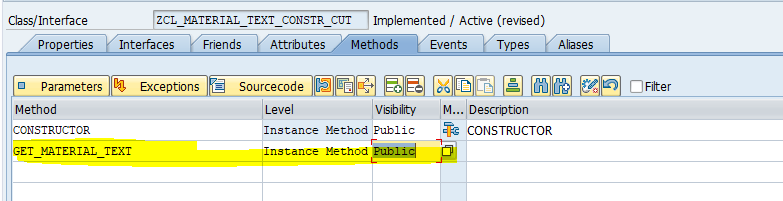 Class/Interface ZCL_MATERIAL_TEXT_CONSTR_CUT Implemented / Active (revised)
Properties Interfaces Friends Attributes Methods Events Types Aliases
Parameters Exceptions Sourcecode Filter
Method Level Visibility M... Description
CONSTRUCTOR Instance Method Public CONSTRUCTOR
GET_MATERIAL_TEXT Instance Method Public